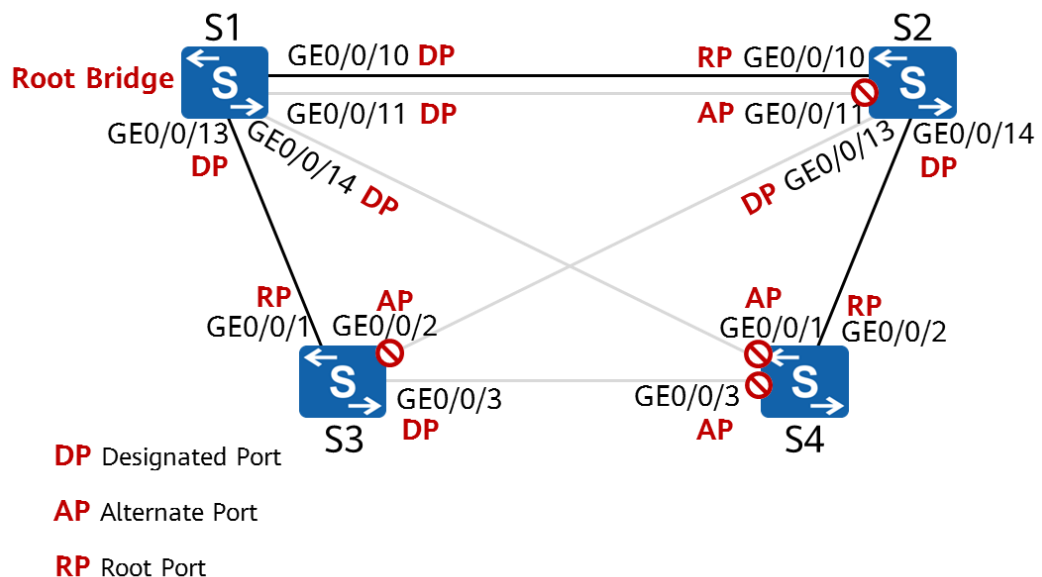 S1
S2
GE0/0/10 DP
RP GE0/0/10
Root Bridge
S
S
GE0/0/11 DP
AP GE0/0/11
GE0/0/13
DP
GE0/0/14 DP
DP GE0/0/13
GE0/0/14
DP
RP
AP
AP
RP
GE0/0/1
GE0/0/2
GE0/0/1
GE0/0/2
S
S
GE0/0/3
GE0/0/3
DP
AP
S3
S4
DP Designated Port
AP Alternate Port
RP Root Port